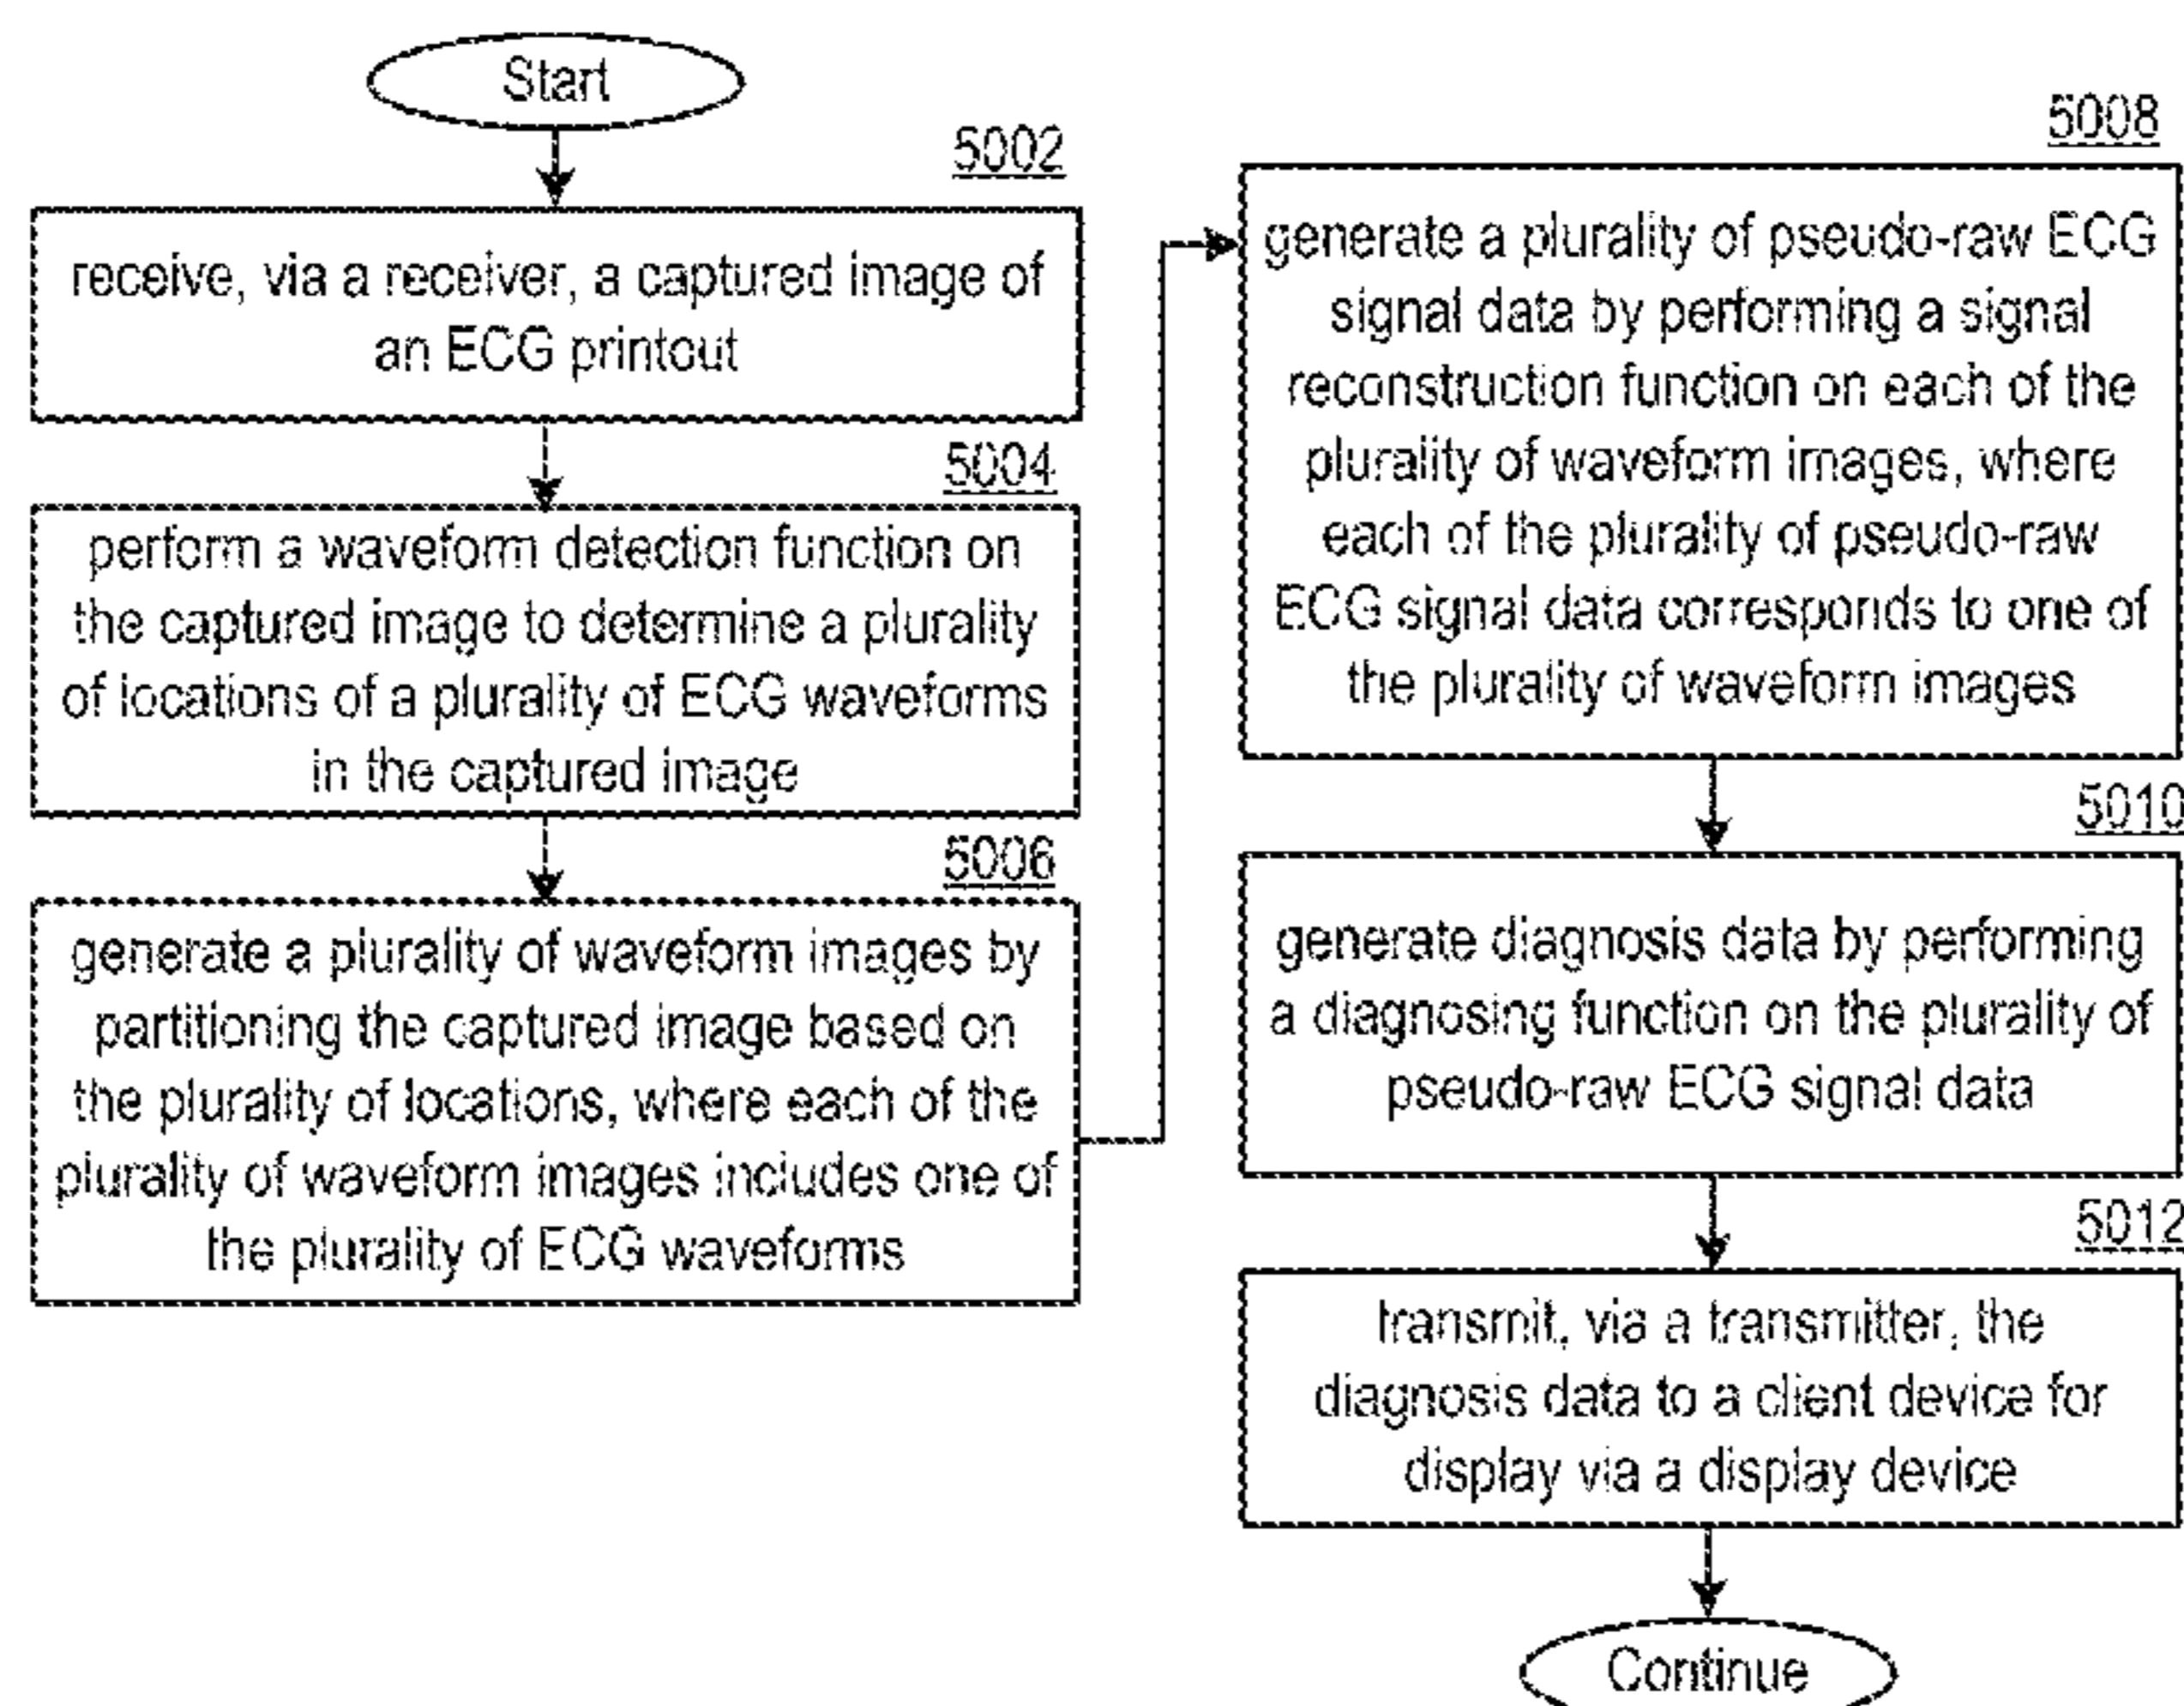 Start
5002
receive, via a receiver, a captured image of
an ECG printout
5004
perform a waveform detection function on
the captured image to determine a plurality
of locations of a plurality of ECG waveforms
in the captured image
5006
generate a plurality of waveform images by
partitioning the captured image based on
the plurality of locations, where each of the
plurality of waveform images includes one of
the plurality of ECG waveforms
5008
generate a plurality of pseudo-raw ECG
signal data by performing a signal
reconstruction function on each of the
plurality of waveform images, where
each of the plurality of pseudo-raw
ECG signal data corresponds to one of
the plurality of waveform images
5010
generate diagnosis data by performing
a diagnosing function on the plurality of
pseudo-raw ECG signal data
5012
transmit, via a transmitter, the
diagnosis data to a client device for
display via a display device
Continue